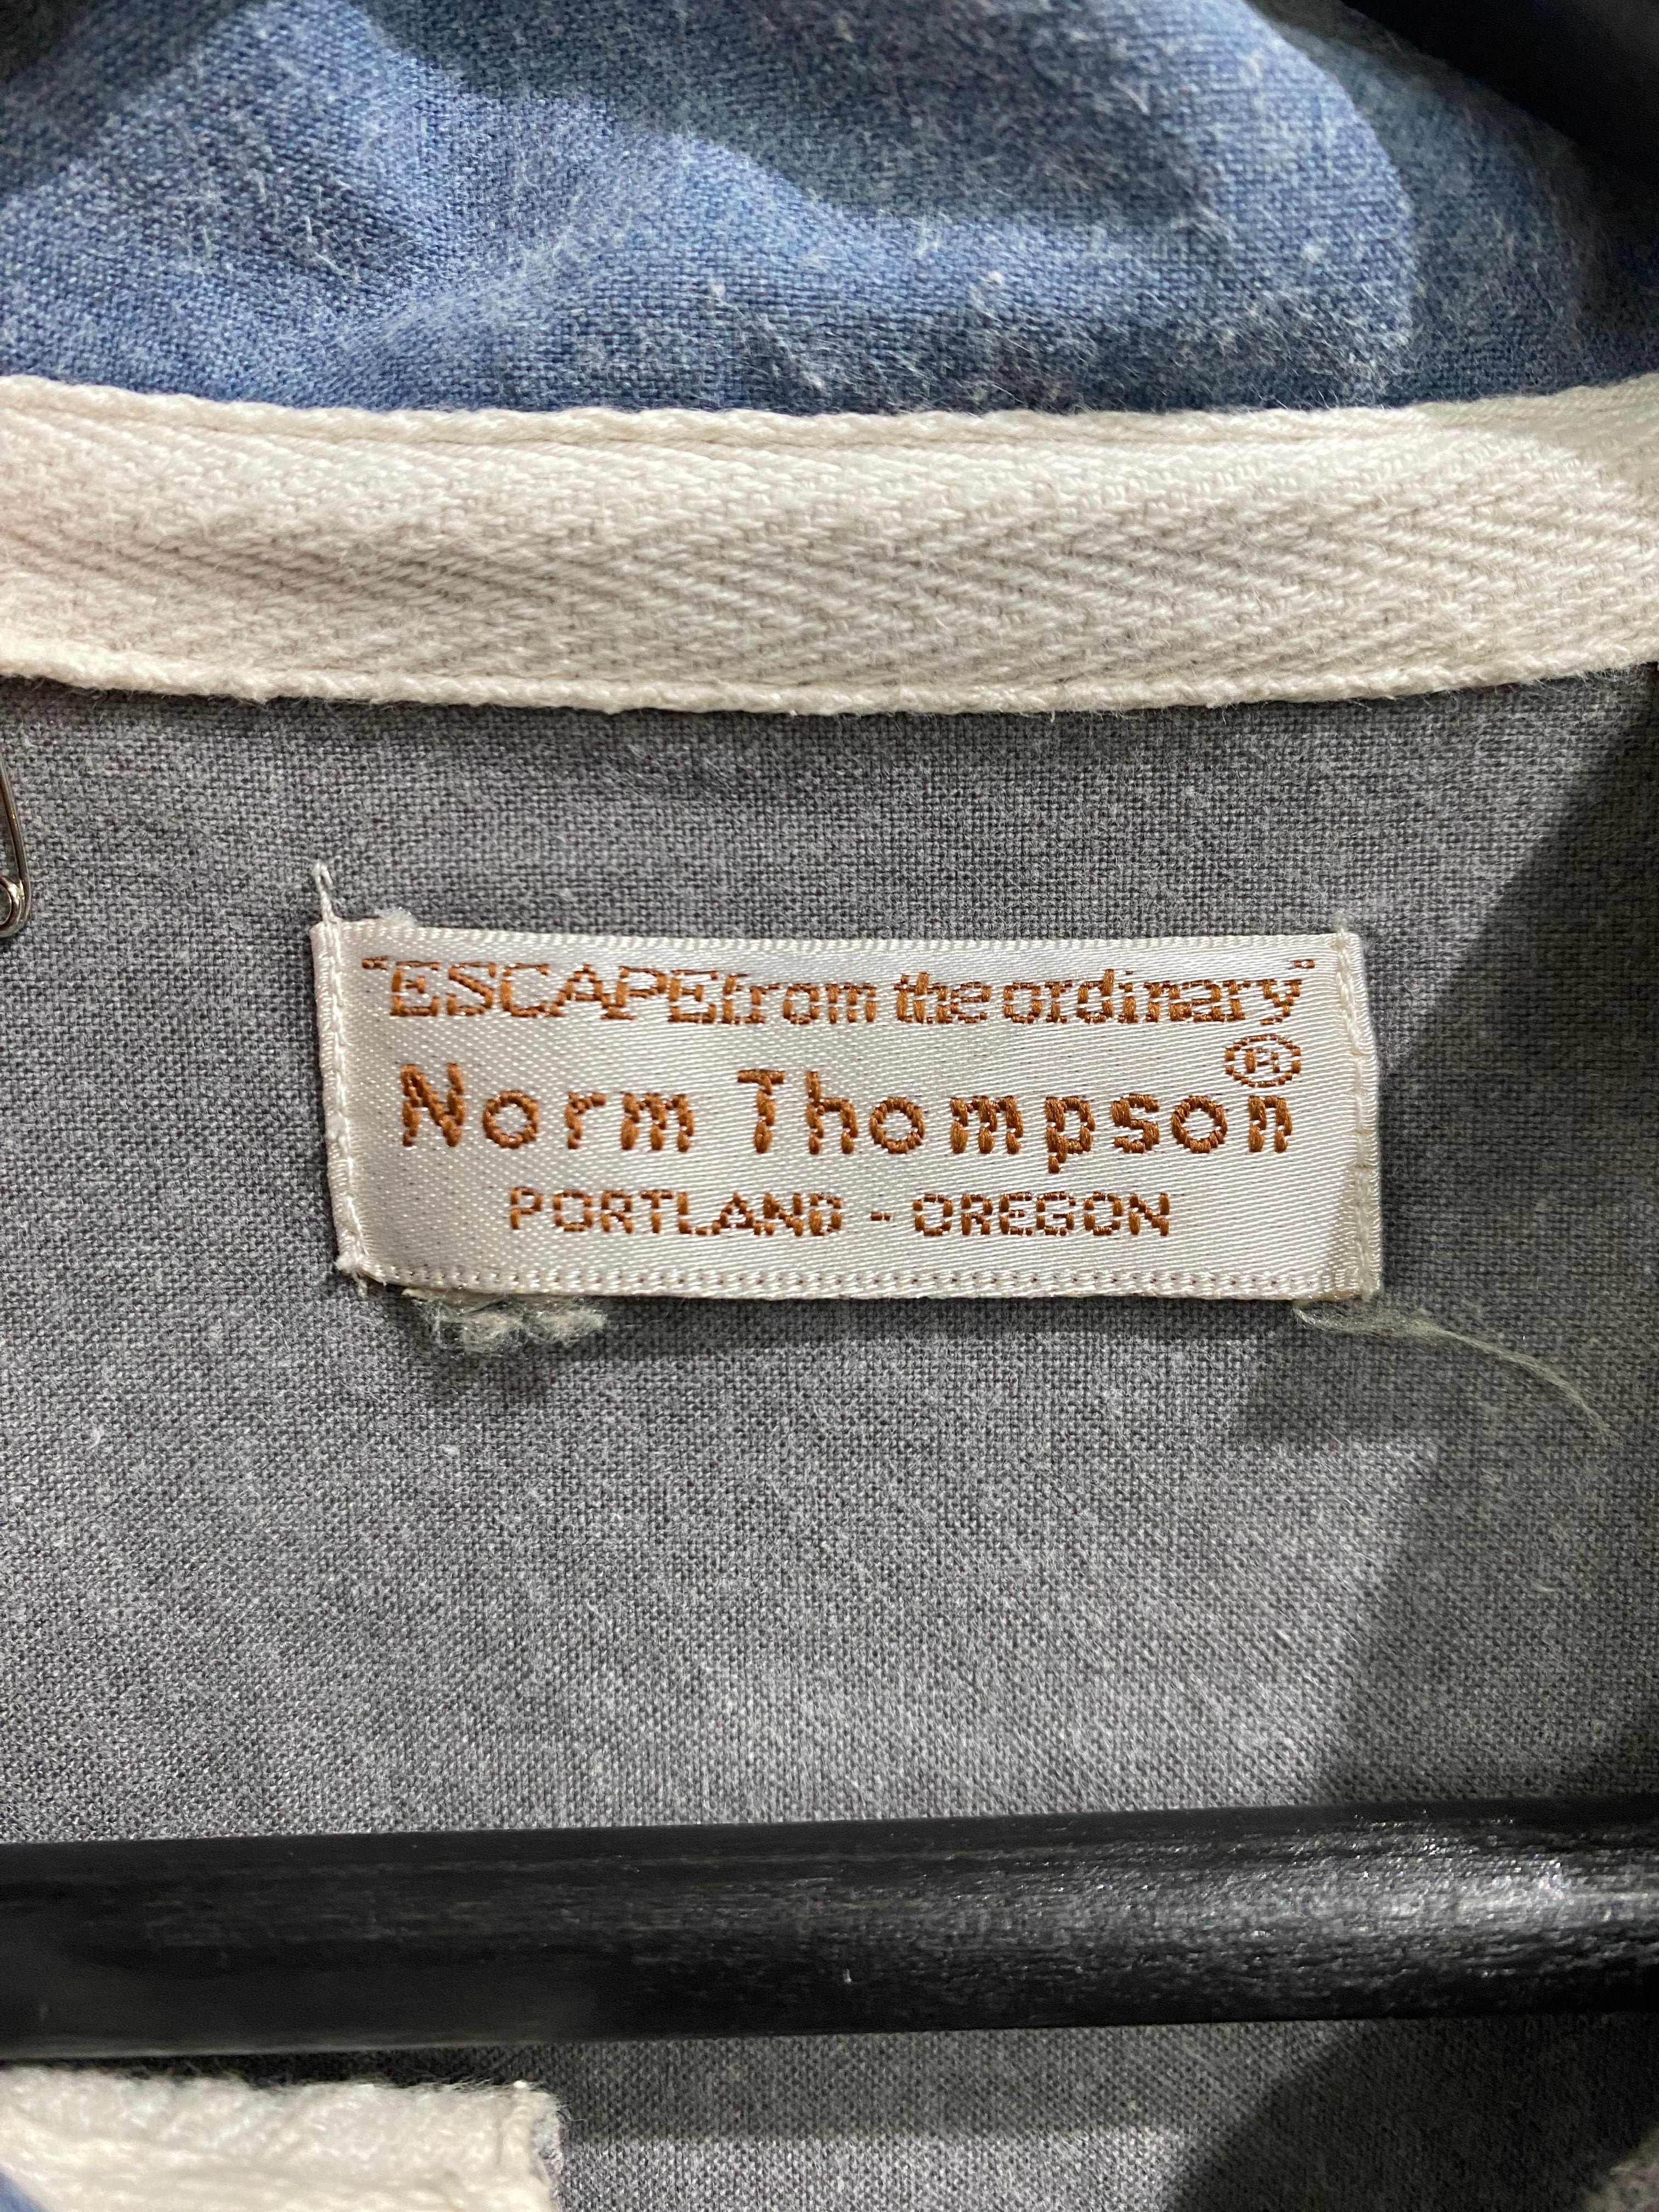 "ESCAPE from the ordinary"
Norm Thompson®
PORTLAND - OREGON